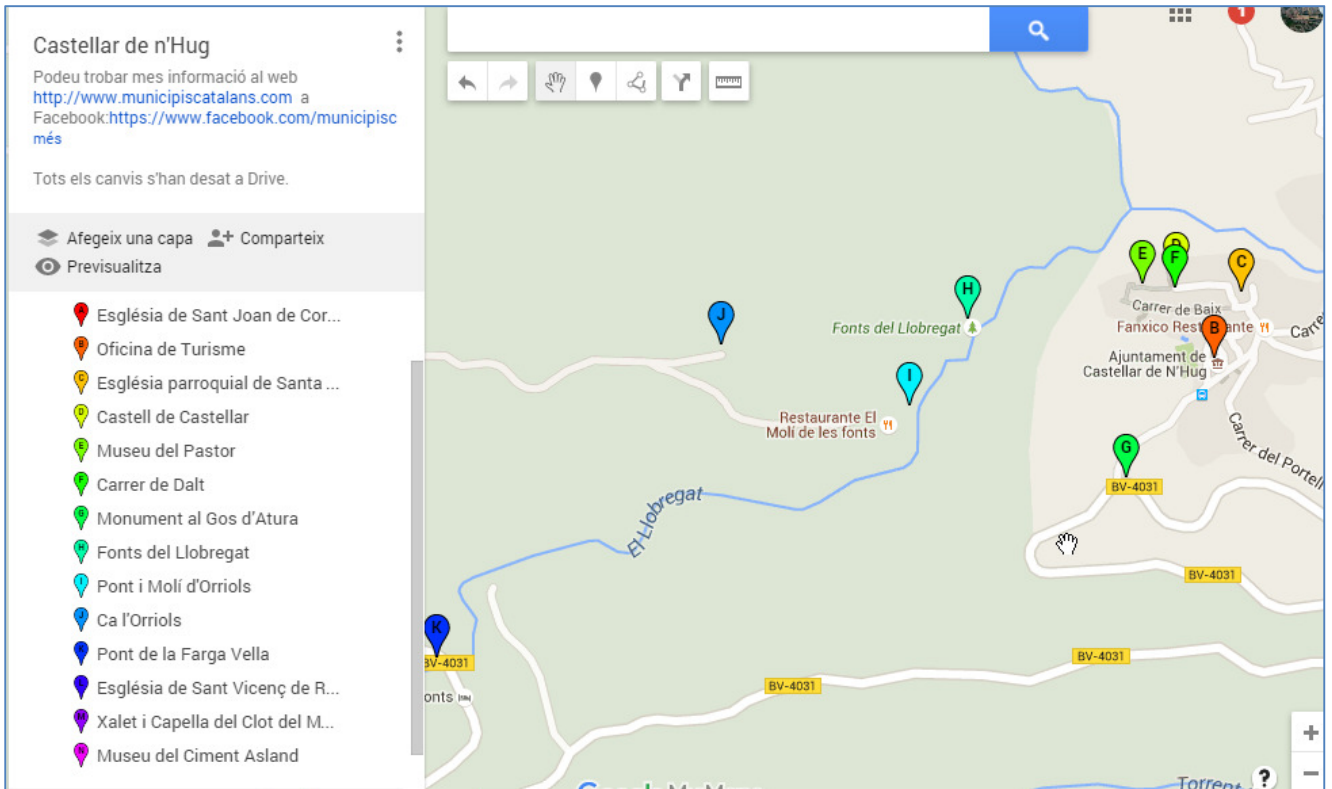 Castellar de n'Hug
Podeu trobar mes informació al web
http://www.municipiscatalans.com a
Facebook:https://www.facebook.com/municipisc
més
Tots els canvis s'han desat a Drive.
Afegeix una capa Comparteix
Previsualitza
A Església de Sant Joan de Cor...
B Oficina de Turisme
C Església parroquial de Santa ...
D Castell de Castellar
E Museu del Pastor
F Carrer de Dalt
G Monument al Gos d'Atura
H Fonts del Llobregat
I Pont i Molí d'Orriols
J Ca l'Orriols
K Pont de la Farga Vella
L Església de Sant Vicenç de R...
M Xalet i Capella del Clot del M...
N Museu del Ciment Asland
1
D
E
F
C
H
Carrer de Baix
J
Fonts del Llobregat
Fanxico Restaurante
B
Carre
Ajuntament de
Castellar de N'Hug
I
Restaurante El
Molí de les fonts
Carrer del Portell
G
BV-4031
El Llobregat
BV-4031
K
BV-4031
BV-4031
BV-4031
onts
Torrent
?
+
−